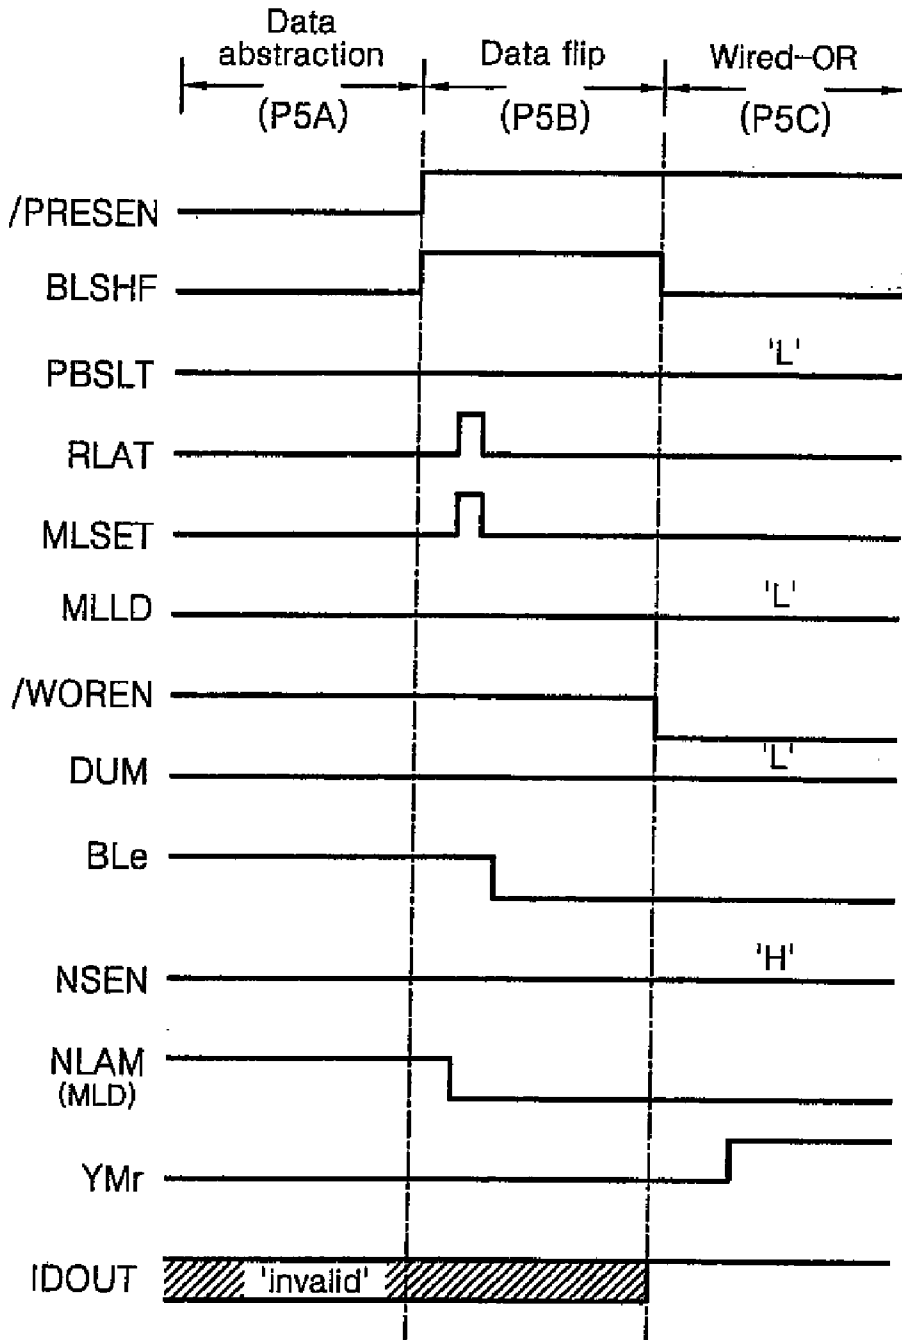 Data
abstraction
Data flip
Wired-OR
(P5A)
(P5B)
(P5C)
/PRESEN
BLSHF
PBSLT
'L'
RLAT
MLSET
MLLD
'L'
/WOREN
DUM
'L'
BLe
NSEN
'H'
NLAM
(MLD)
YMr
IDOUT
'invalid'